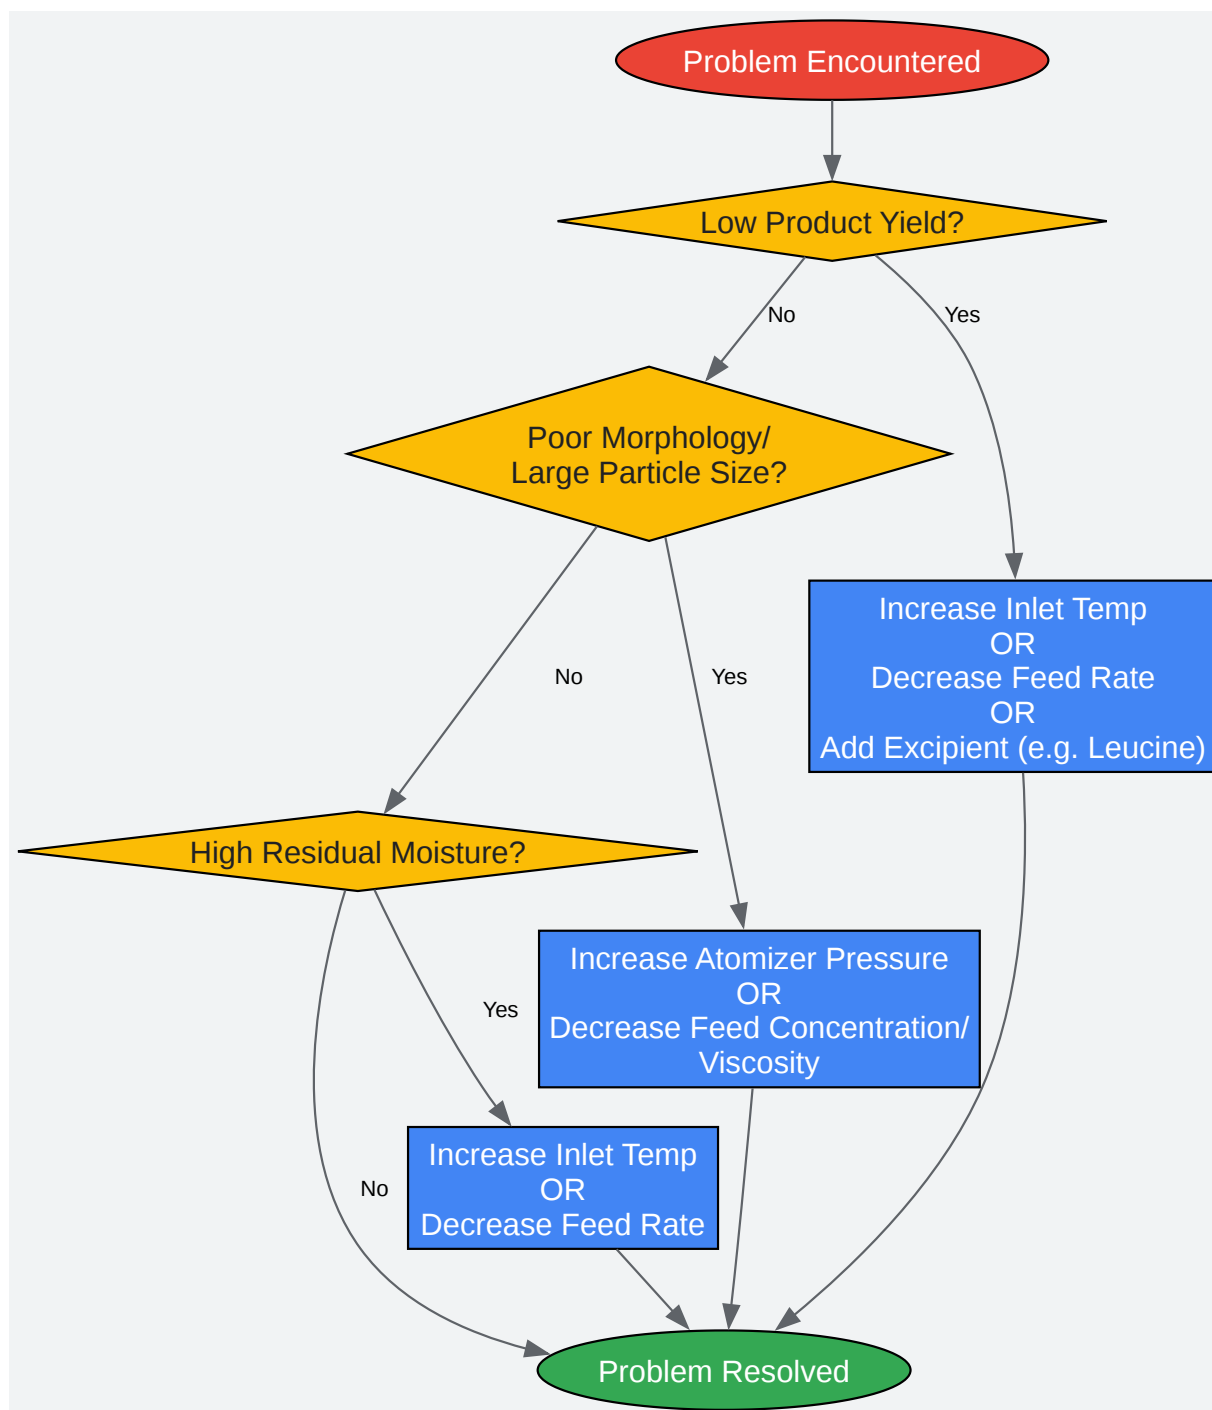 Problem Encountered
Low Product Yield?
No
Yes
Poor Morphology/
Large Particle Size?
Increase Inlet Temp
OR
Decrease Feed Rate
OR
Add Excipient (e.g. Leucine)
No
Yes
High Residual Moisture?
Increase Atomizer Pressure
OR
Decrease Feed Concentration/
Viscosity
Yes
No
Increase Inlet Temp
OR
Decrease Feed Rate
Problem Resolved